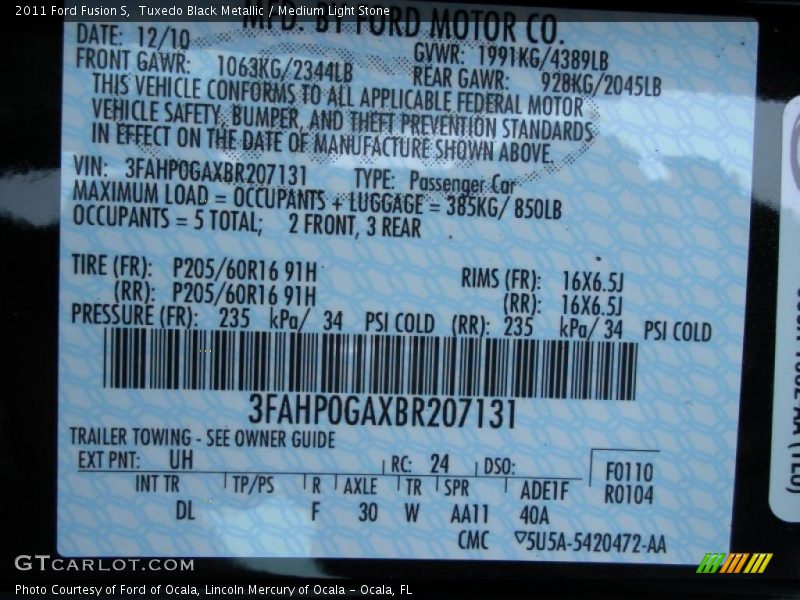 2011 Ford Fusion S, Tuxedo Black Metallic / Medium Light Stone
MFD. BY FORD MOTOR CO.
DATE: 12/10 GVWR: 1991KG/4389LB
FRONT GAWR: 1063KG/2344LB REAR GAWR: 928KG/2045LB
THIS VEHICLE CONFORMS TO ALL APPLICABLE FEDERAL MOTOR
VEHICLE SAFETY, BUMPER, AND THEFT PREVENTION STANDARDS
IN EFFECT ON THE DATE OF MANUFACTURE SHOWN ABOVE.
VIN: 3FAHP0GAXBR207131 TYPE: Passenger Car
MAXIMUM LOAD = OCCUPANTS + LUGGAGE = 385KG/ 850LB
OCCUPANTS = 5 TOTAL; 2 FRONT, 3 REAR
TIRE (FR): P205/60R16 91H RIMS (FR): 16X6.5J
(RR): P205/60R16 91H (RR): 16X6.5J
PRESSURE (FR): 235 kPa/ 34 PSI COLD (RR): 235 kPa/ 34 PSI COLD
3FAHP0GAXBR207131
TRAILER TOWING - SEE OWNER GUIDE
EXT PNT: UH RC: 24 DSO: F0110
INT TR TP/PS R AXLE TR SPR ADE1F R0104
DL F 30 W AA11 40A
CMC ▽5U5A-5420472-AA
GTCARLOT.COM
Photo Courtesy of Ford of Ocala, Lincoln Mercury of Ocala - Ocala, FL